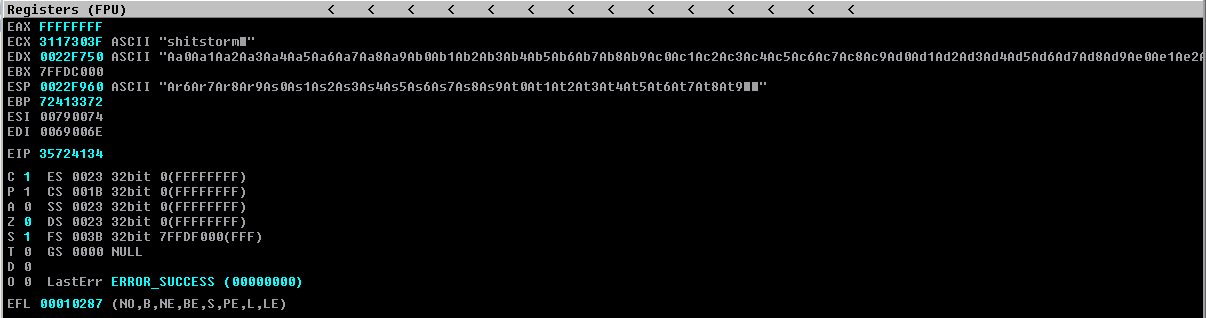 Registers (FPU) < < < < < < < < < < < < < <
EAX FFFFFFFF
ECX 3117303F ASCII "shitstorm■"
EDX 0022F750 ASCII "Aa0Aa1Aa2Aa3Aa4Aa5Aa6Aa7Aa8Aa9Ab0Ab1Ab2Ab3Ab4Ab5Ab6Ab7Ab8Ab9Ac0Ac1Ac2Ac3Ac4Ac5Ac6Ac7Ac8Ac9Ad0Ad1Ad2Ad3Ad4Ad5Ad6Ad7Ad8Ad9Ae0Ae1Ae2A
EBX 7FFDC000
ESP 0022F960 ASCII "Ar6Ar7Ar8Ar9As0As1As2As3As4As5As6As7As8As9At0At1At2At3At4At5At6At7At8At9■■"
EBP 72413372
ESI 00790074
EDI 0069006E
EIP 35724134
C 1 ES 0023 32bit 0(FFFFFFFF)
P 1 CS 001B 32bit 0(FFFFFFFF)
A 0 SS 0023 32bit 0(FFFFFFFF)
Z 0 DS 0023 32bit 0(FFFFFFFF)
S 1 FS 003B 32bit 7FFDF000(FFF)
T 0 GS 0000 NULL
D 0
O 0 LastErr ERROR_SUCCESS (00000000)
EFL 00010287 (NO,B,NE,BE,S,PE,L,LE)